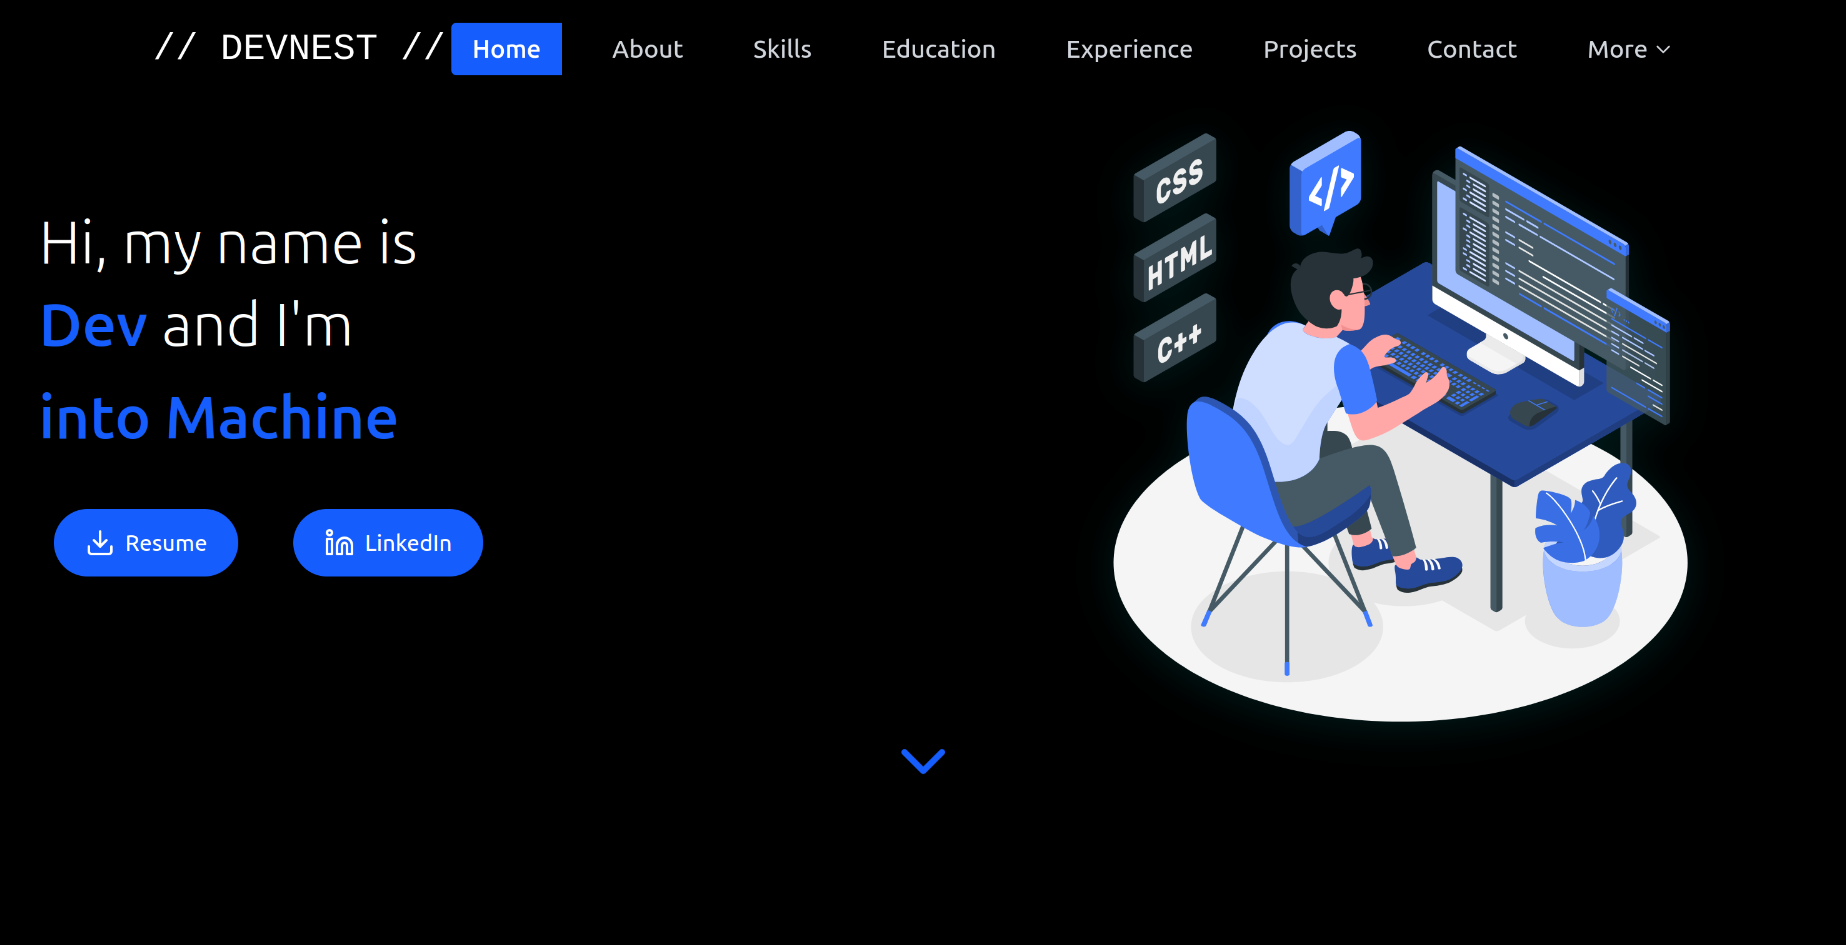 // DEVNEST // Home About Skills Education Experience Projects Contact More
CSS
</>
HTML
C++
Hi, my name is
Dev and I'm
into Machine
Resume LinkedIn